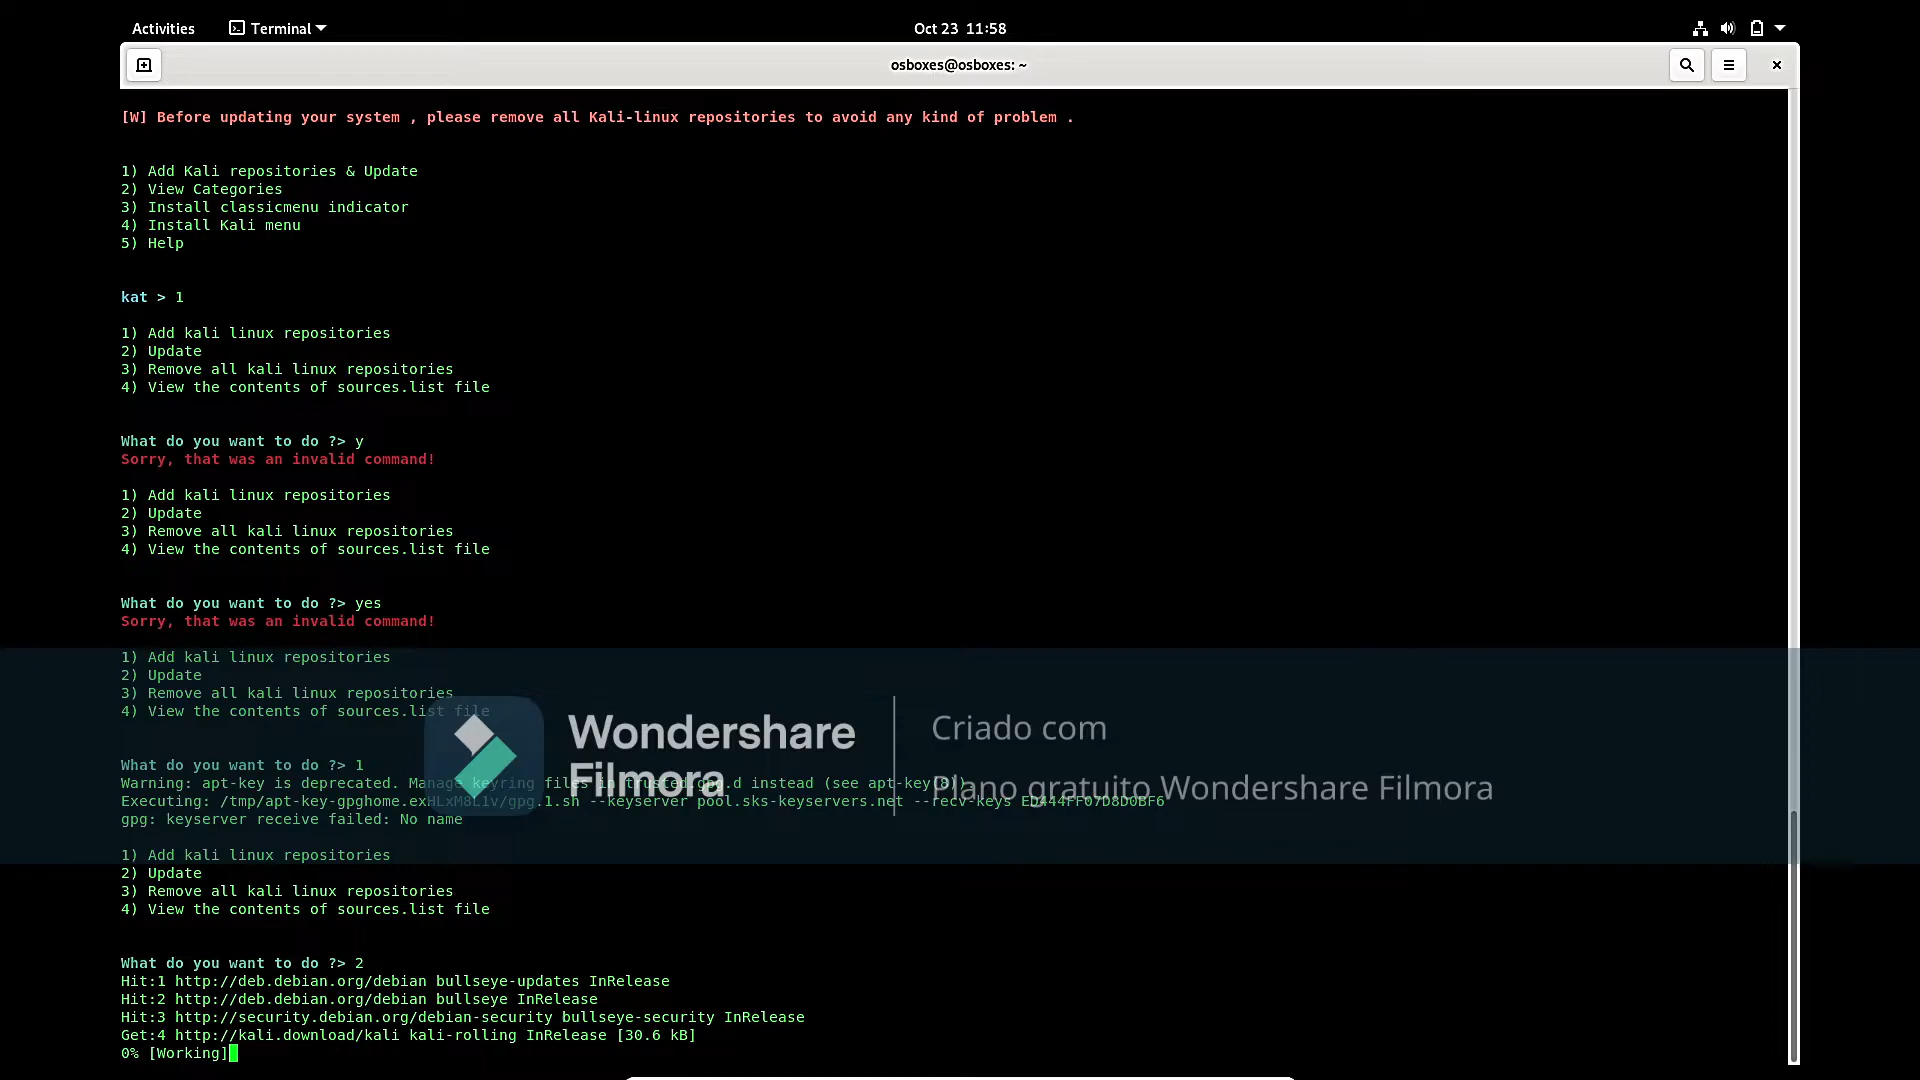 Activities
Terminal
Oct 23 11:58
osboxes@osboxes: ~
[W] Before updating your system , please remove all Kali-linux repositories to avoid any kind of problem .
1) Add Kali repositories & Update
2) View Categories
3) Install classicmenu indicator
4) Install Kali menu
5) Help
kat > 1
1) Add kali linux repositories
2) Update
3) Remove all kali linux repositories
4) View the contents of sources.list file
What do you want to do ?> y
Sorry, that was an invalid command!
1) Add kali linux repositories
2) Update
3) Remove all kali linux repositories
4) View the contents of sources.list file
What do you want to do ?> yes
Sorry, that was an invalid command!
1) Add kali linux repositories
2) Update
3) Remove all kali linux repositories
4) View the contents of sources.list file
Wondershare
Filmora
Criado com
Plano gratuito Wondershare Filmora
What do you want to do ?> 1
Warning: apt-key is deprecated. Manage keyring files in trusted.gpg.d instead (see apt-key(8)).
Executing: --keyserver pool.sks-keyservers.net --recv-keys ED444FF07D8D0BF6
gpg: keyserver receive failed: No name
1) Add kali linux repositories
2) Update
3) Remove all kali linux repositories
4) View the contents of sources.list file
What do you want to do ?> 2
Hit:1 http://deb.debian.org/debian bullseye-updates InRelease
Hit:2 http://deb.debian.org/debian bullseye InRelease
Hit:3 http://security.debian.org/debian-security bullseye-security InRelease
Get:4 http://kali.download/kali kali-rolling InRelease [30.6 kB]
0% [Working]